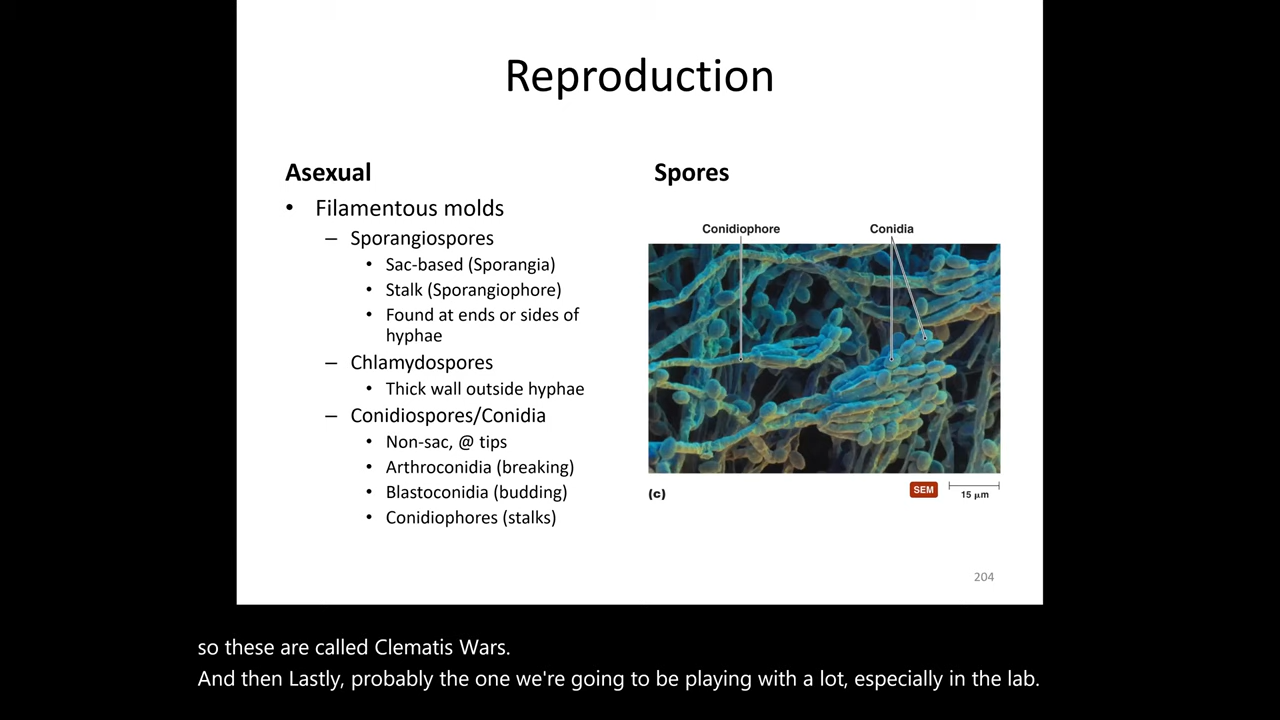 Reproduction
Asexual
• Filamentous molds
– Sporangiospores
• Sac-based (Sporangia)
• Stalk (Sporangiophore)
• Found at ends or sides of
hyphae
– Chlamydospores
• Thick wall outside hyphae
– Conidiospores/Conidia
• Non-sac, @ tips
• Arthroconidia (breaking)
• Blastoconidia (budding)
• Conidiophores (stalks)
Spores
Conidiophore Conidia
(c) SEM 15 μm
204
so these are called Clematis Wars.
And then Lastly, probably the one we're going to be playing with a lot, especially in the lab.